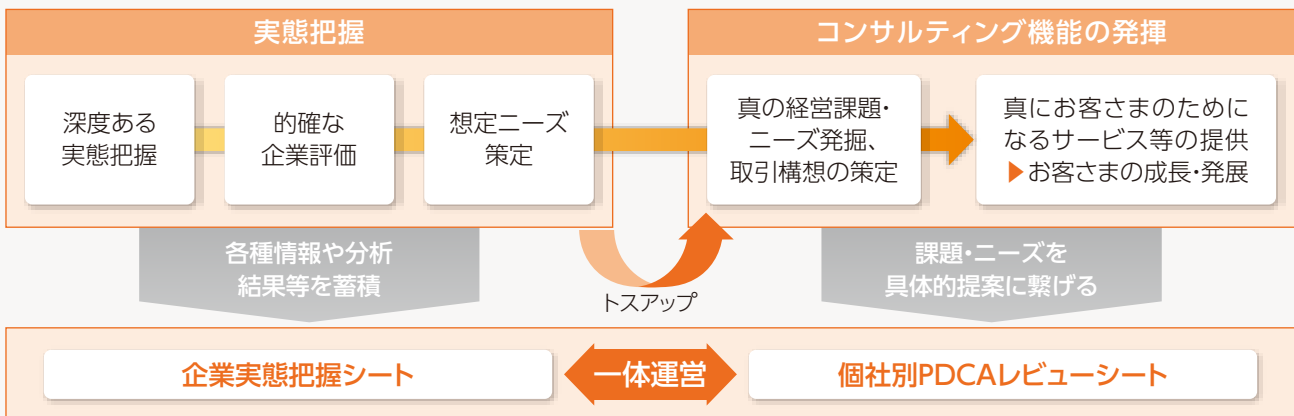 実態把握
コンサルティング機能の発揮
深度ある
実態把握
的確な
企業評価
想定ニーズ
策定
真の経営課題・
ニーズ発掘、
取引構想の策定
真にお客さまのために
なるサービス等の提供
▶お客さまの成長・発展
各種情報や分析
結果等を蓄積
トスアップ
課題・ニーズを
具体的提案に繋げる
企業実態把握シート
一体運営
個社別PDCAレビューシート